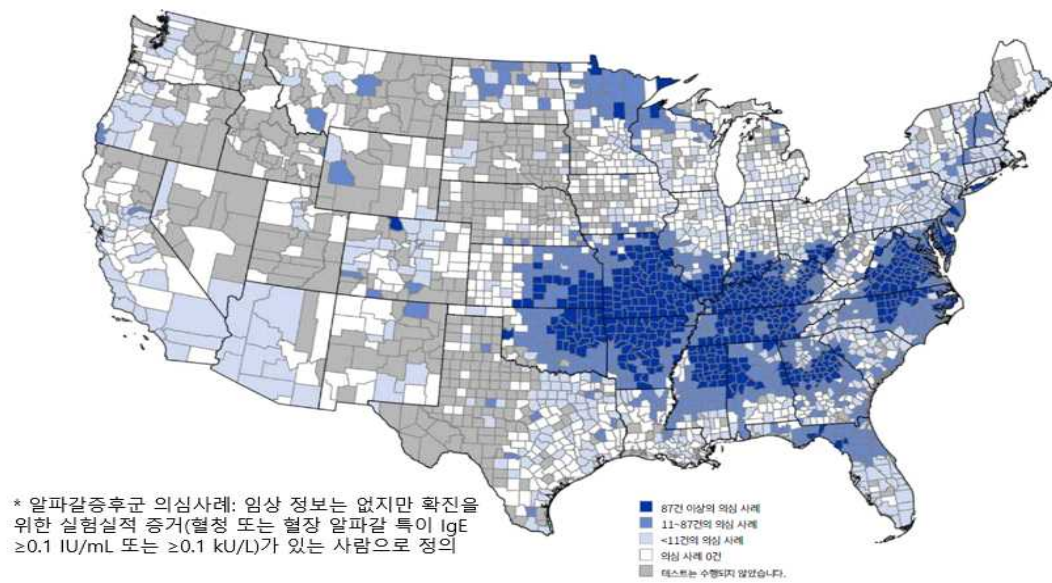 * 알파갈증후군 의심사례: 임상 정보는 없지만 확진을
위한 실험실적 증거(혈청 또는 혈장 알파갈 특이 IgE
≥0.1 IU/mL 또는 ≥0.1 kU/L)가 있는 사람으로 정의
87건 이상의 의심 사례
11~87건의 의심 사례
<11건의 의심 사례
의심 사례 0건
테스트는 수행되지 않았습니다.